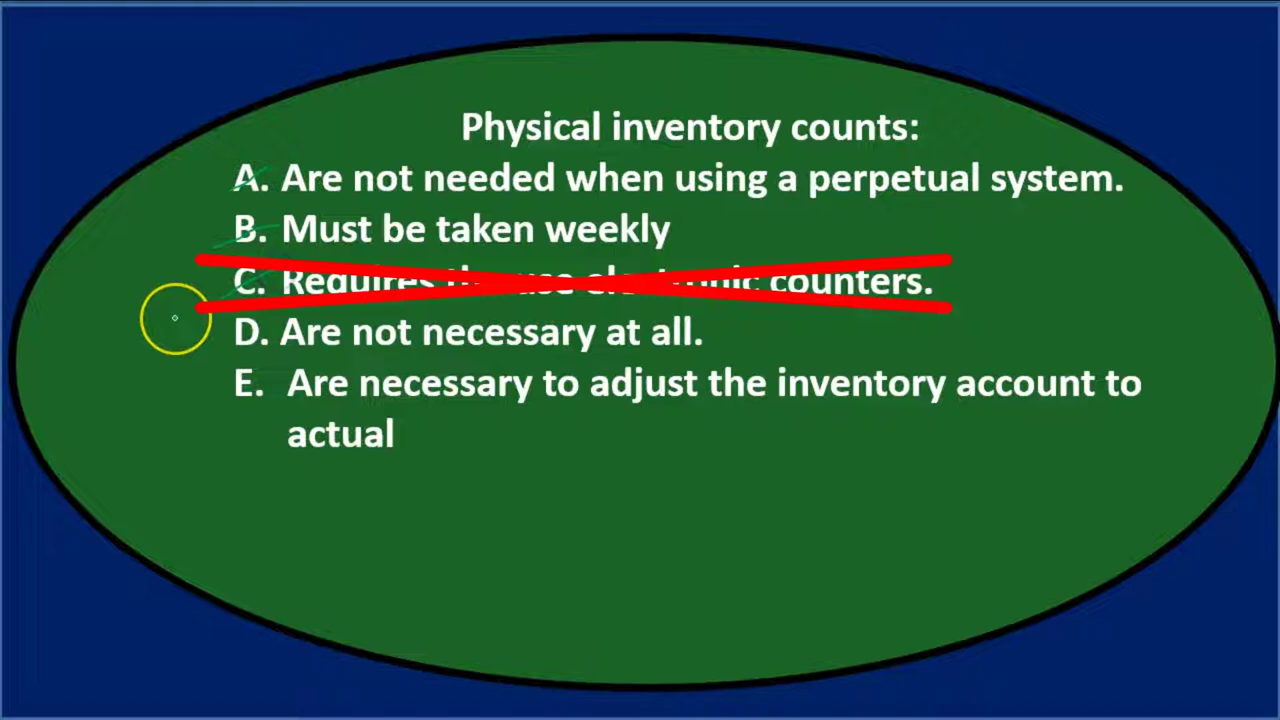 Physical inventory counts:
A. Are not needed when using a perpetual system.
B. Must be taken weekly
C. Requires use counters.
D. Are not necessary at all.
E. Are necessary to adjust the inventory account to
actual